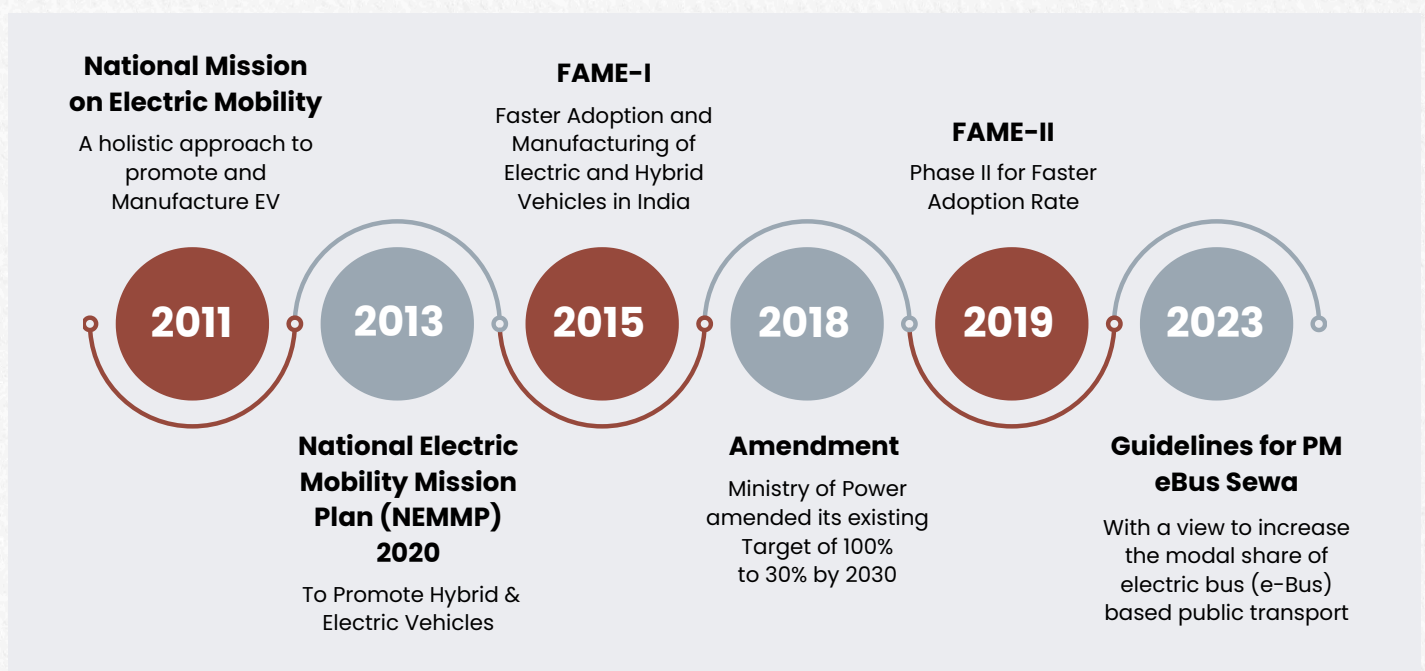 National Mission
on Electric Mobility
A holistic approach to
promote and
Manufacture EV
2011
2013
National Electric
Mobility Mission
Plan (NEMMP)
2020
To Promote Hybrid &
Electric Vehicles
FAME-I
Faster Adoption and
Manufacturing of
Electric and Hybrid
Vehicles in India
2015
2018
Amendment
Ministry of Power
amended its existing
Target of 100%
to 30% by 2030
FAME-II
Phase II for Faster
Adoption Rate
2019
2023
Guidelines for PM
eBus Sewa
With a view to increase
the modal share of
electric bus (e-Bus)
based public transport